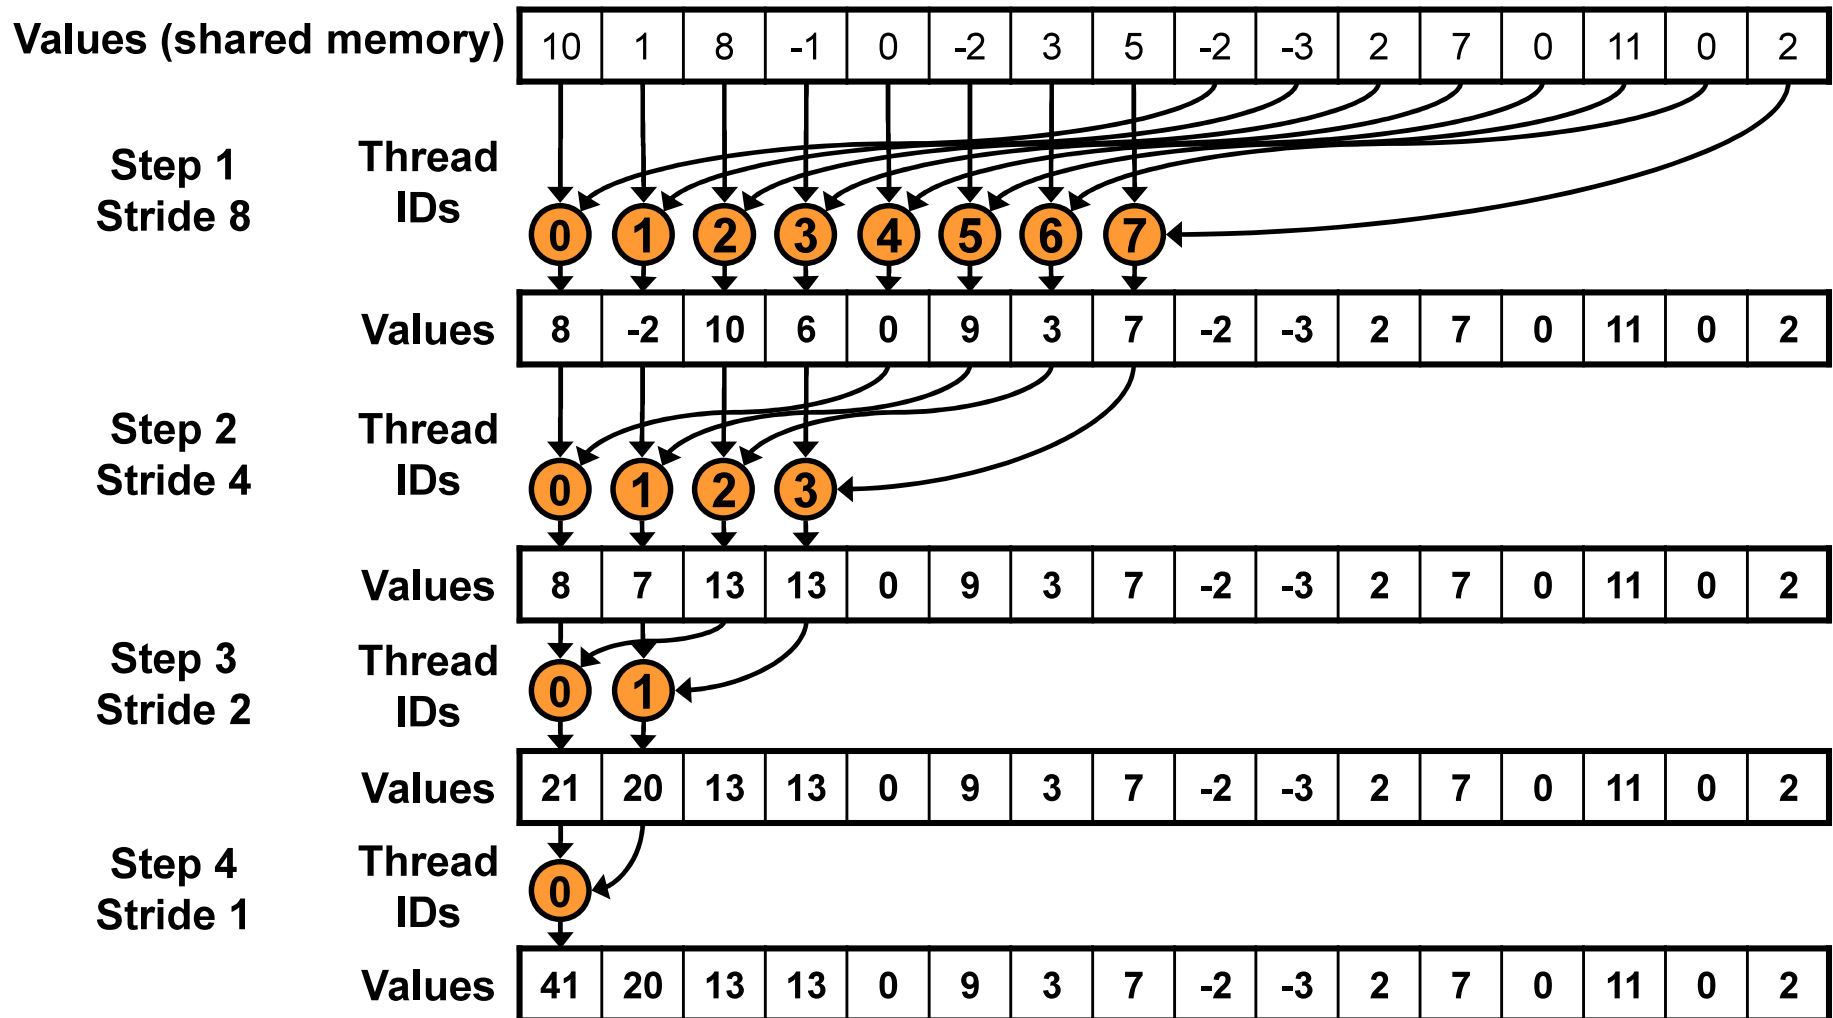 Values (shared memory) 10 1 8 -1 0 -2 3 5 -2 -3 2 7 0 11 0 2
Step 1 Thread
Stride 8 IDs
0 1 2 3 4 5 6 7
Values 8 -2 10 6 0 9 3 7 -2 -3 2 7 0 11 0 2
Step 2 Thread
Stride 4 IDs
0 1 2 3
Values 8 7 13 13 0 9 3 7 -2 -3 2 7 0 11 0 2
Step 3 Thread
Stride 2 IDs
0 1
Values 21 20 13 13 0 9 3 7 -2 -3 2 7 0 11 0 2
Step 4 Thread
Stride 1 IDs
0
Values 41 20 13 13 0 9 3 7 -2 -3 2 7 0 11 0 2